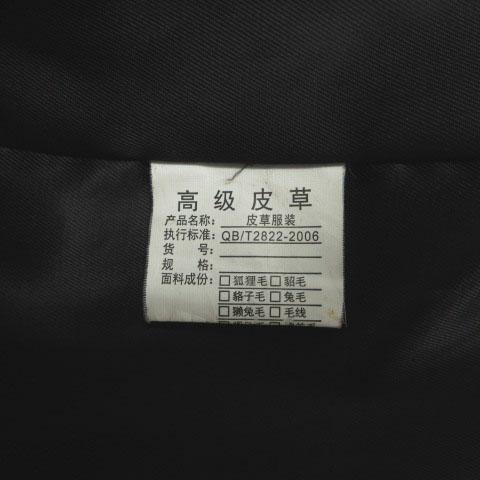 高级皮草
产品名称: 皮草服装
执行标准: QB/T2822-2006
货 号:
规 格:
面料成份: □狐狸毛 □貂毛
□貉子毛 □兔毛
□獭兔毛 □毛线